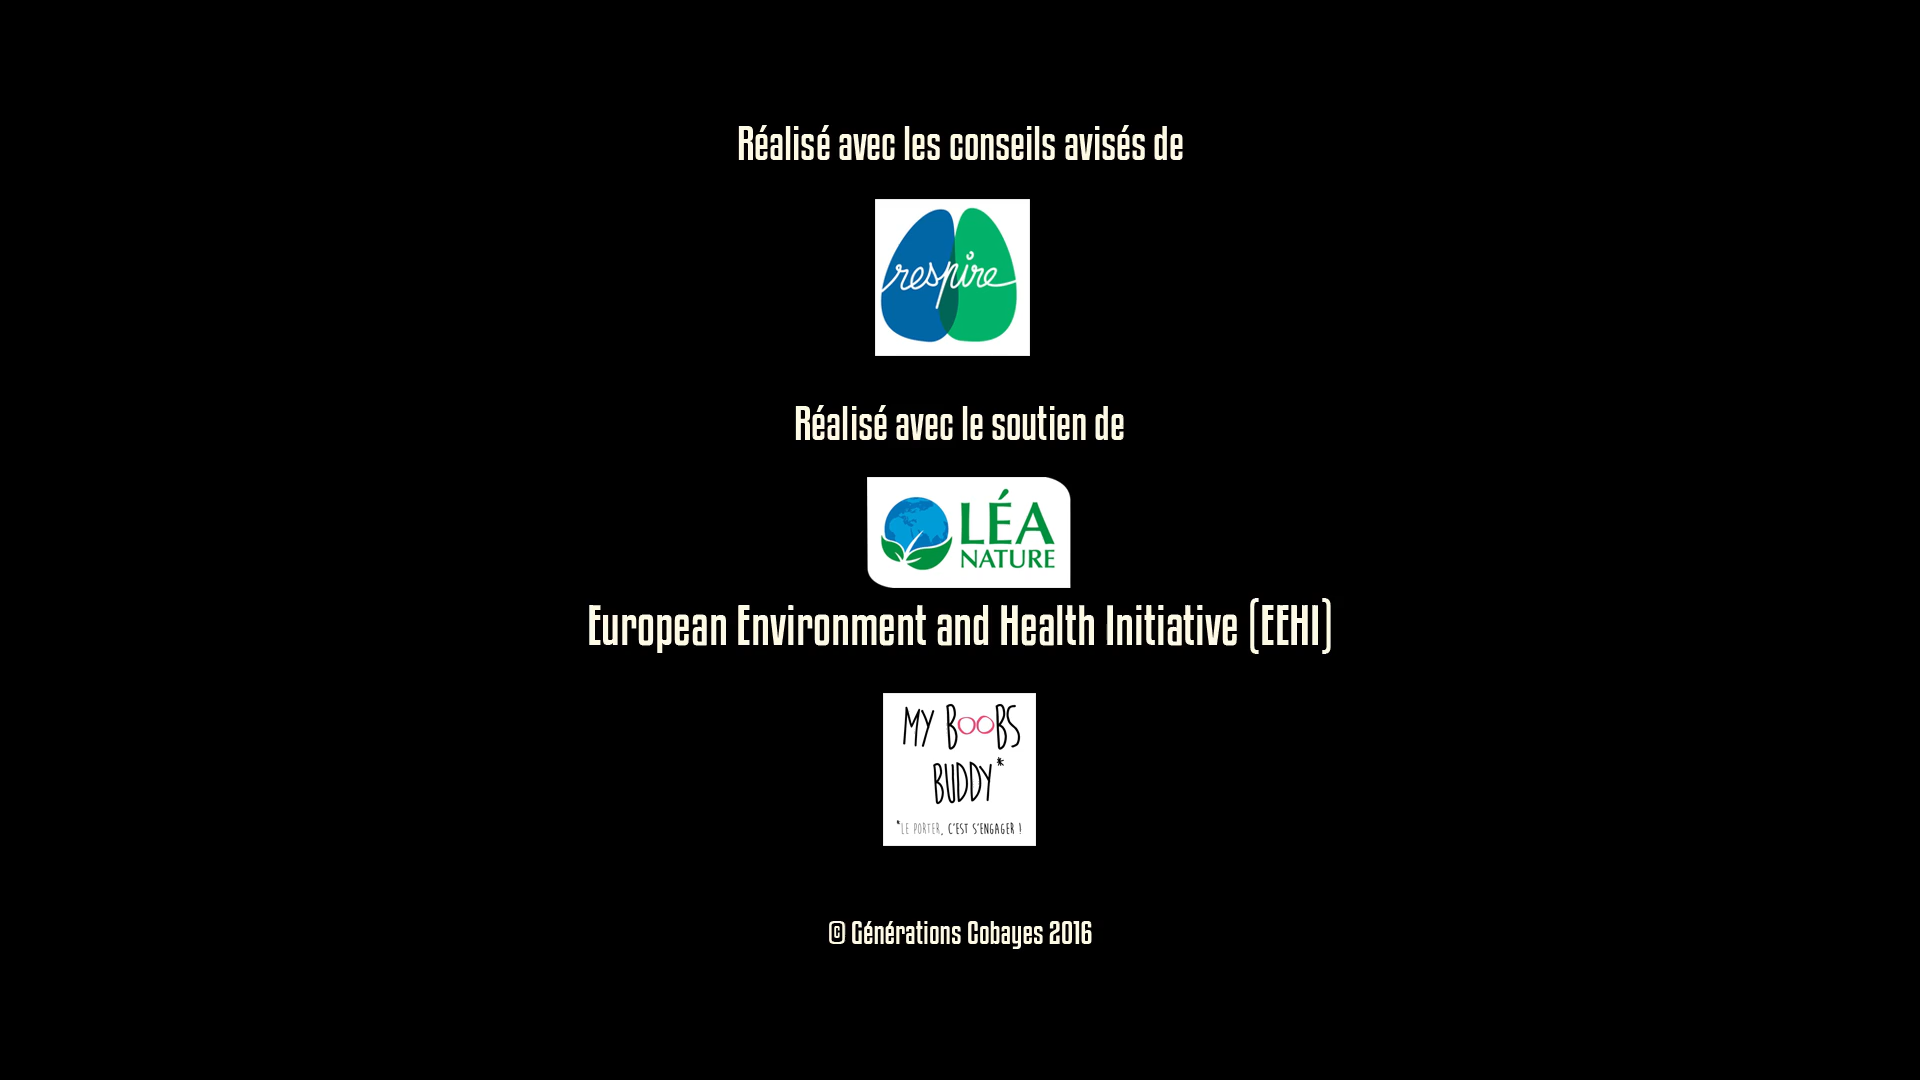 Réalisé avec les conseils avisés de
respire
Réalisé avec le soutien de
LÉA
NATURE
European Environment and Health Initiative (EEHI)
MY BOOBS
BUDDY*
*LE PORTER, C'EST S'ENGAGER !
© Générations Cobayes 2016